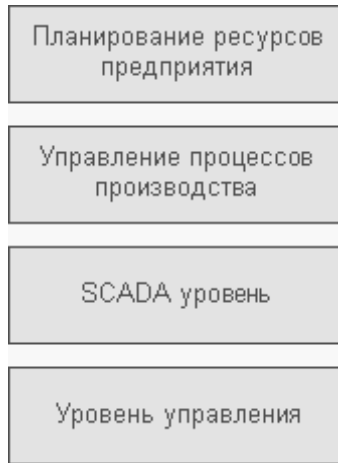 Планирование ресурсов
предприятия
Управление процессов
производства
SCADA уровень
Уровень управления